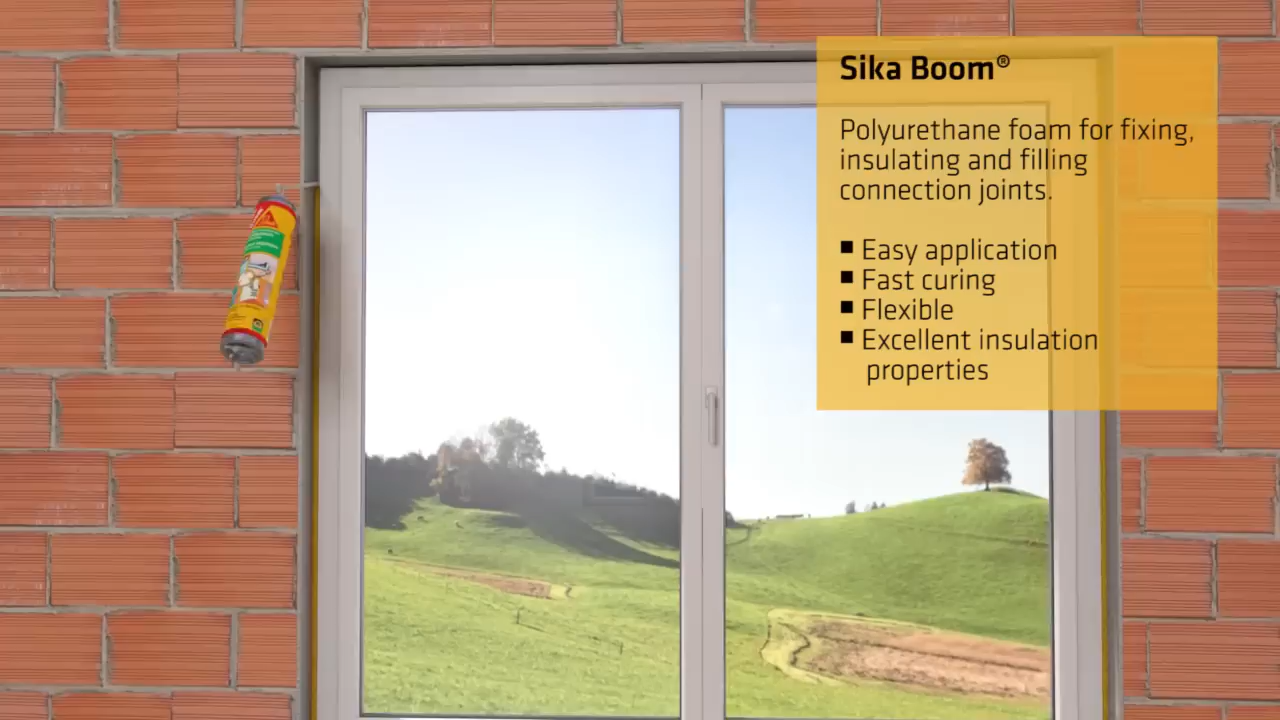 Sika Boom®
Polyurethane foam for fixing,
insulating and filling
connection joints.
■ Easy application
■ Fast curing
■ Flexible
■ Excellent insulation
properties